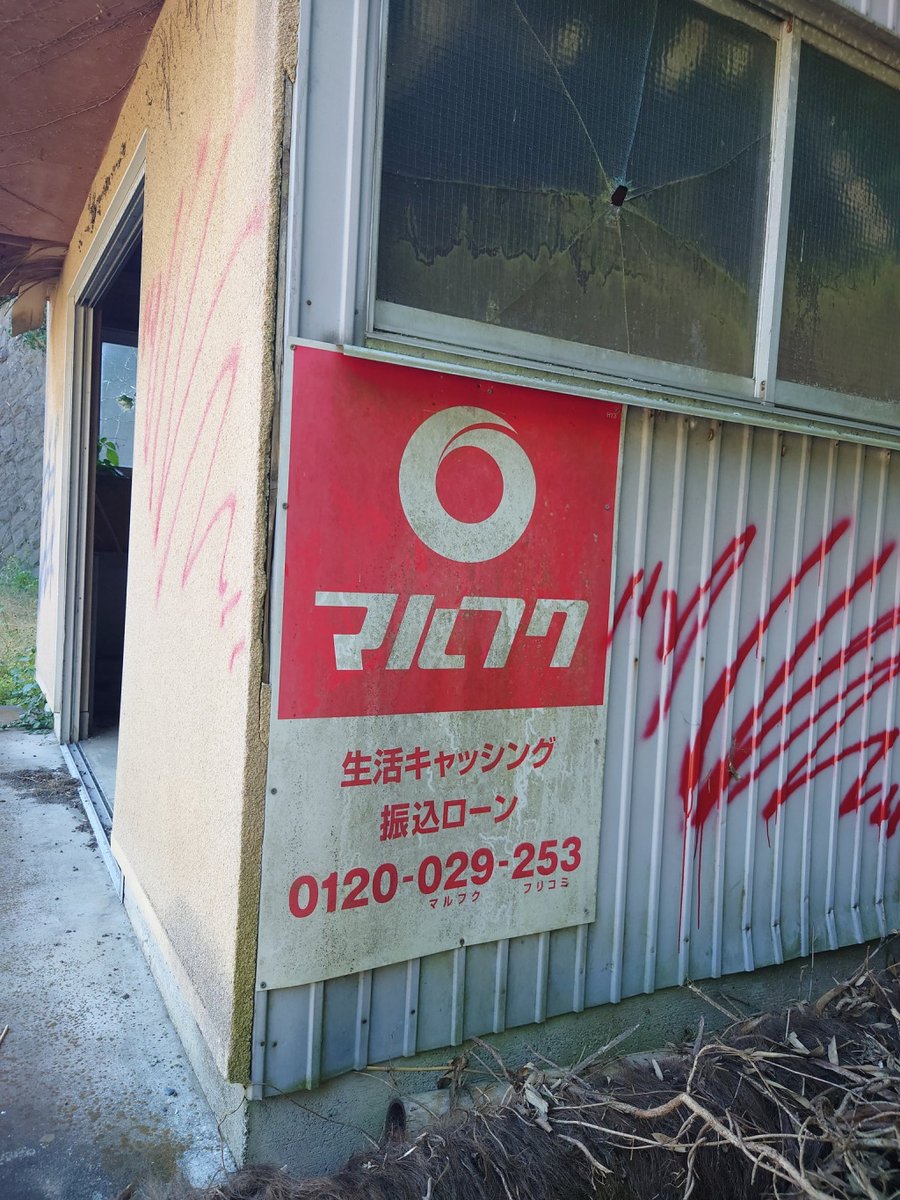 マルフク
生活キャッシング
振込ローン
0120-029-253
マルフク フリコミ